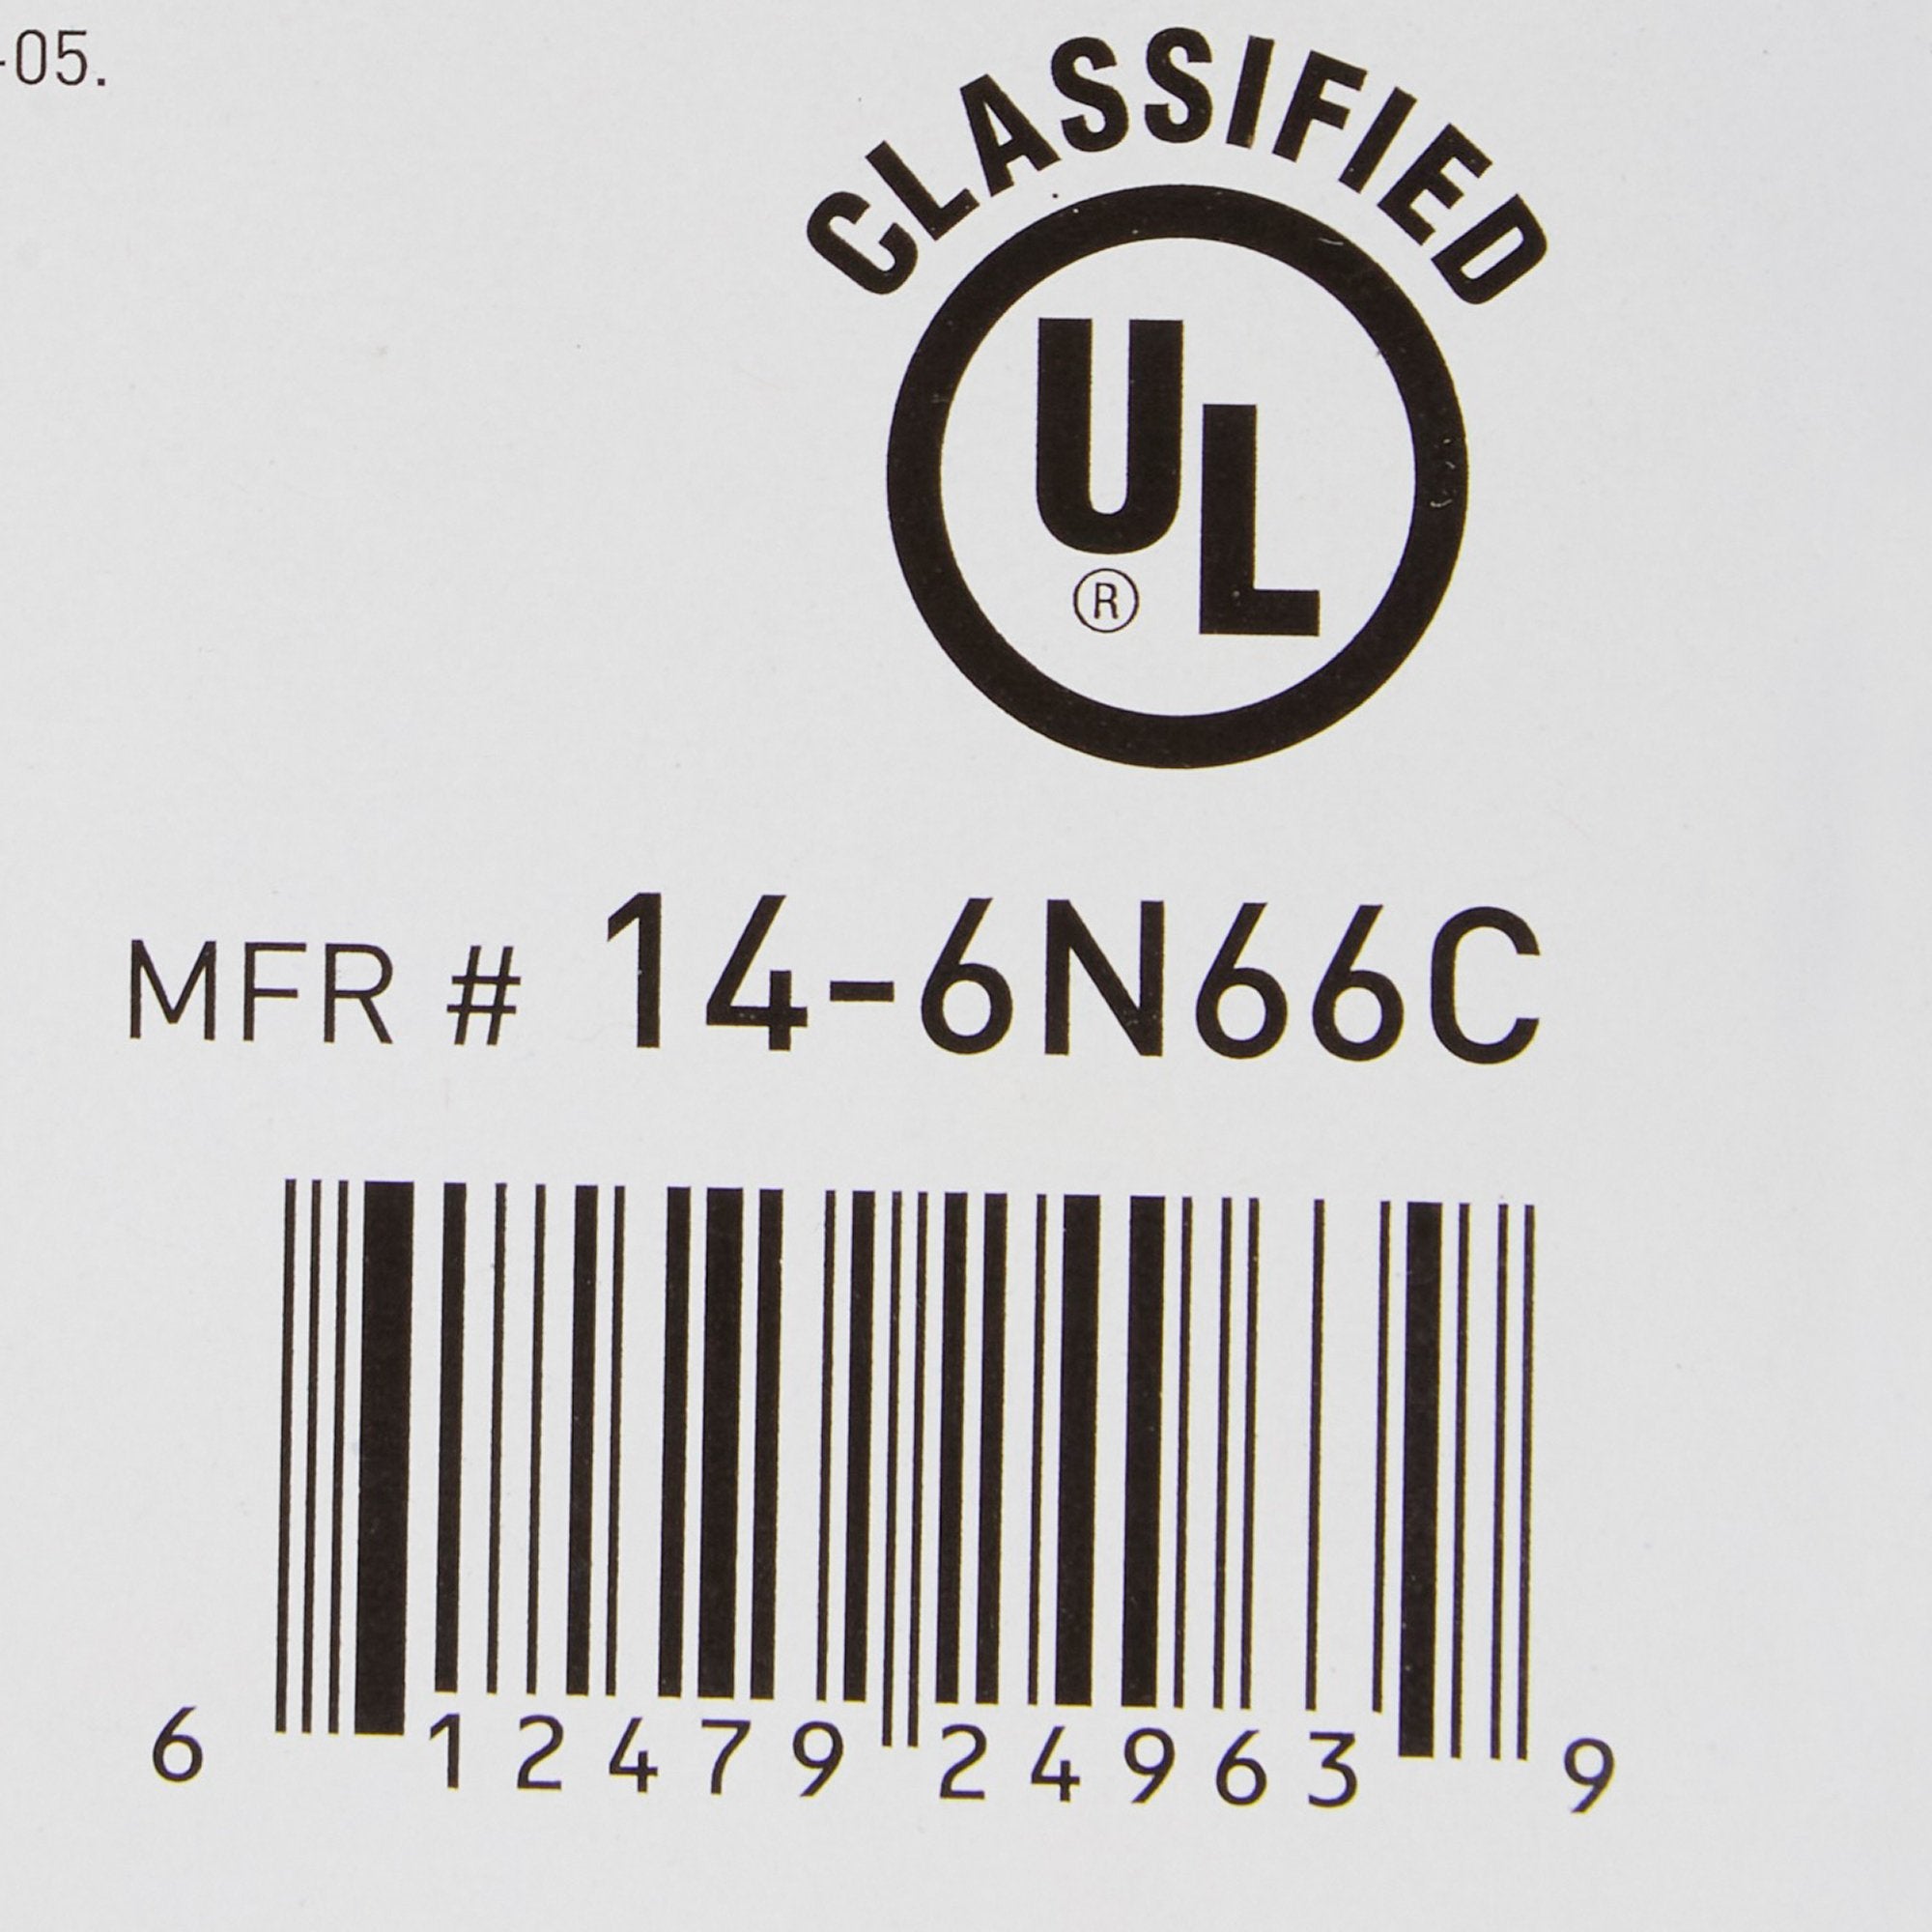 -05.
CLASSIFIED
UL
®
MFR # 14-6N66C
6 12479 24963 9